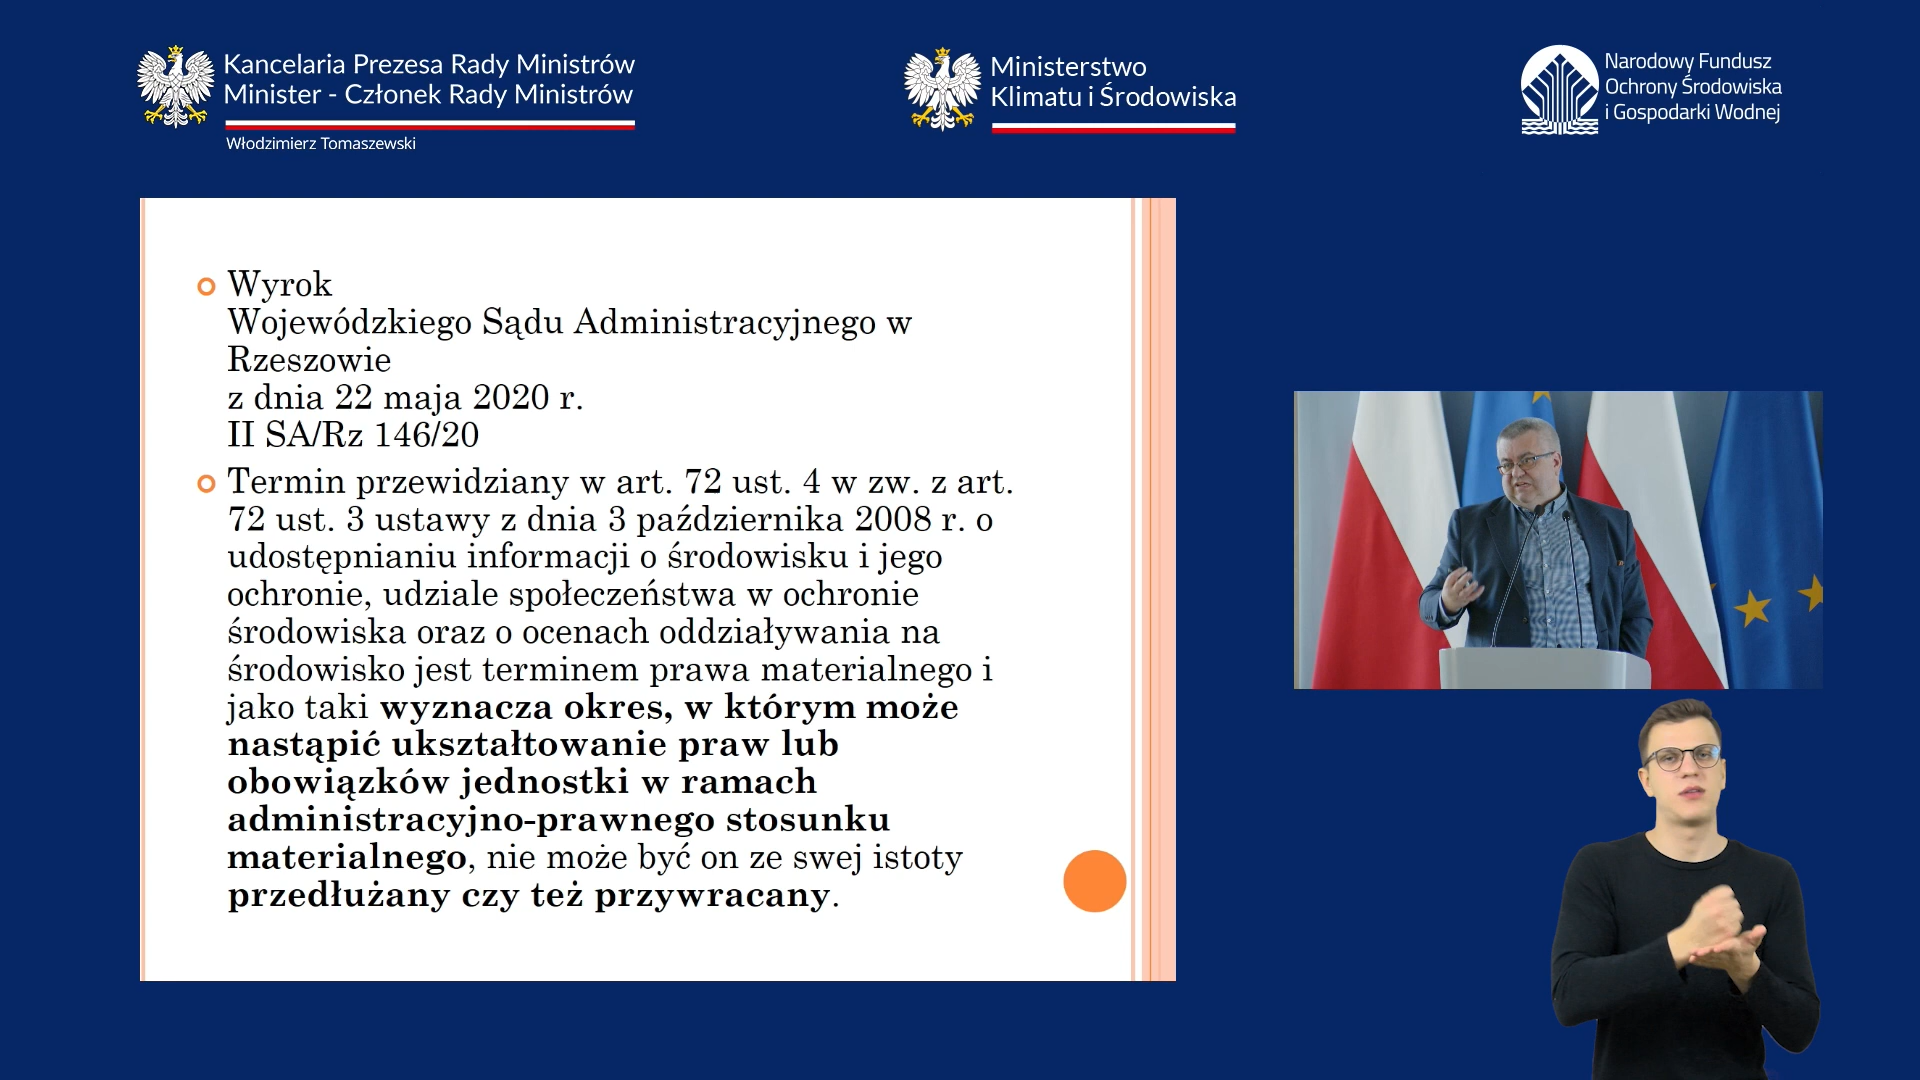 Kancelaria Prezesa Rady Ministrów
Minister - Członek Rady Ministrów
Włodzimierz Tomaszewski
Ministerstwo
Klimatu i Środowiska
Narodowy Fundusz
Ochrony Środowiska
i Gospodarki Wodnej
Wyrok
Wojewódzkiego Sądu Administracyjnego w
Rzeszowie
z dnia 22 maja 2020 r.
II SA/Rz 146/20
Termin przewidziany w art. 72 ust. 4 w zw. z art.
72 ust. 3 ustawy z dnia 3 października 2008 r. o
udostępnianiu informacji o środowisku i jego
ochronie, udziale społeczeństwa w ochronie
środowiska oraz o ocenach oddziaływania na
środowisko jest terminem prawa materialnego i
jako taki wyznacza okres, w którym może
nastąpić ukształtowanie praw lub
obowiązków jednostki w ramach
administracyjno-prawnego stosunku
materialnego, nie może być on ze swej istoty
przedłużany czy też przywracany.